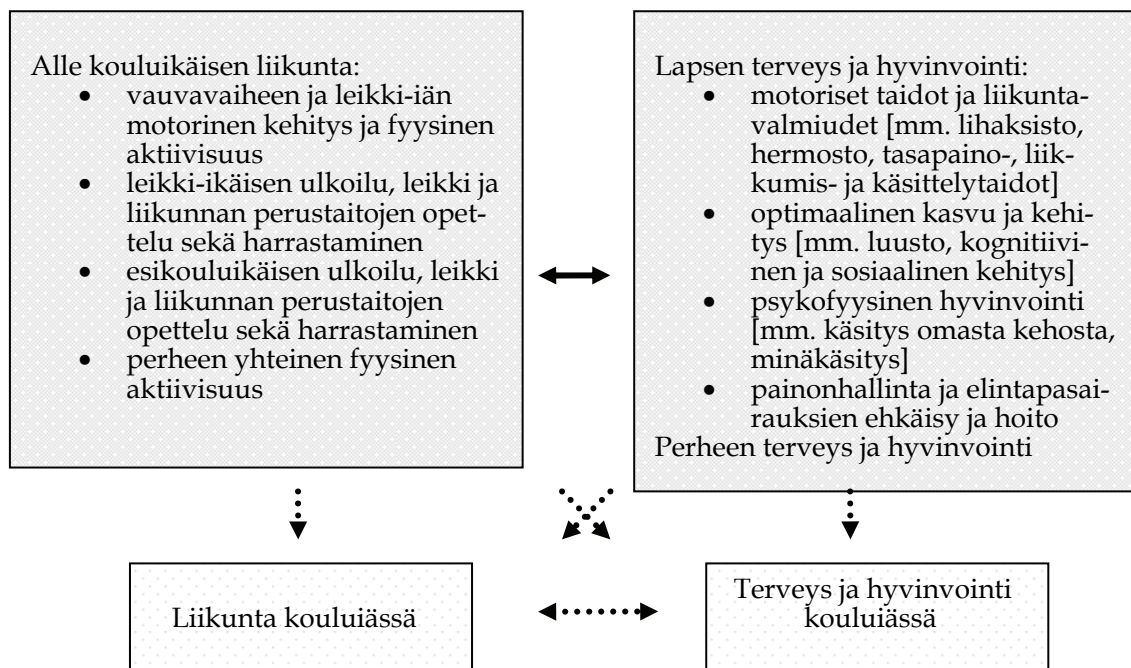 Alle kouluikäisen liikunta:
• vauvavaiheen ja leikki-iän
motorinen kehitys ja fyysinen
aktiivisuus
• leikki-ikäisen ulkoilu, leikki ja
liikunnan perustaitojen opet-
telu sekä harrastaminen
• esikouluikäisen ulkoilu, leikki
ja liikunnan perustaitojen
opettelu sekä harrastaminen
• perheen yhteinen fyysinen
aktiivisuus
Lapsen terveys ja hyvinvointi:
• motoriset taidot ja liikunta-
valmiudet [mm. lihaksisto,
hermosto, tasapaino-, liik-
kumis- ja käsittelytaidot]
• optimaalinen kasvu ja kehi-
tys [mm. luusto, kognitiivi-
nen ja sosiaalinen kehitys]
• psykofyysinen hyvinvointi
[mm. käsitys omasta kehosta,
minäkäsitys]
• painonhallinta ja elintapasai-
rauksien ehkäisy ja hoito
Perheen terveys ja hyvinvointi
Liikunta kouluiässä
Terveys ja hyvinvointi
kouluiässä